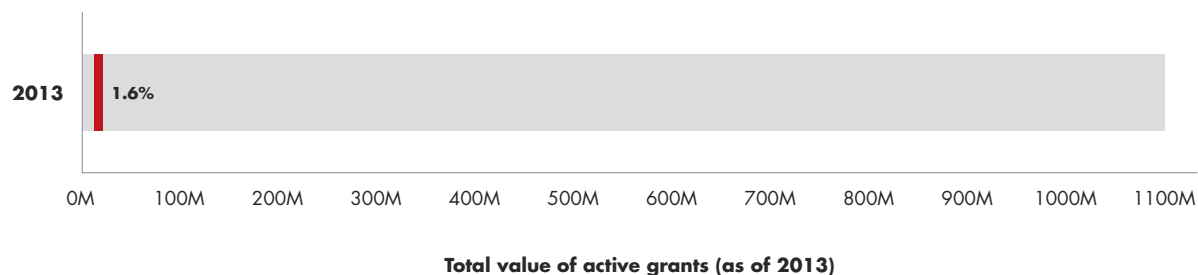 2013
1.6%
0M 100M 200M 300M 400M 500M 600M 700M 800M 900M 1000M 1100M
Total value of active grants (as of 2013)